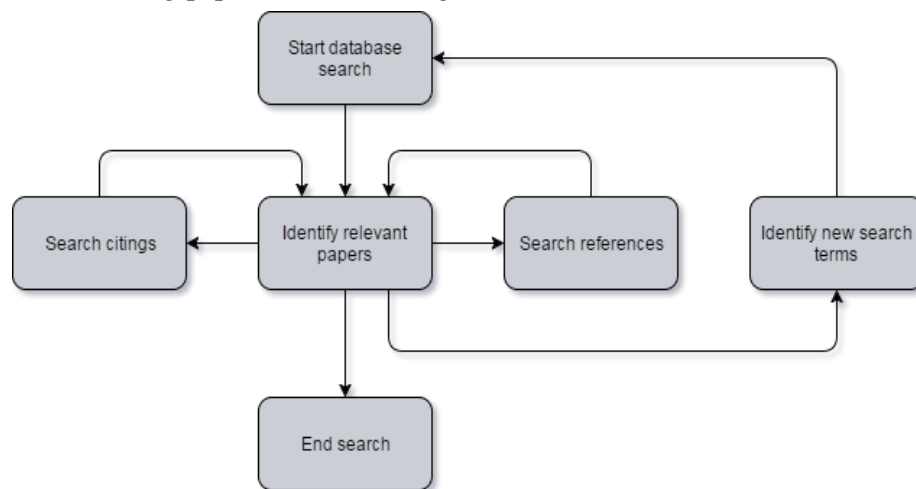 Start database
search
Search citings
Identify relevant
papers
Search references
Identify new search
terms
End search